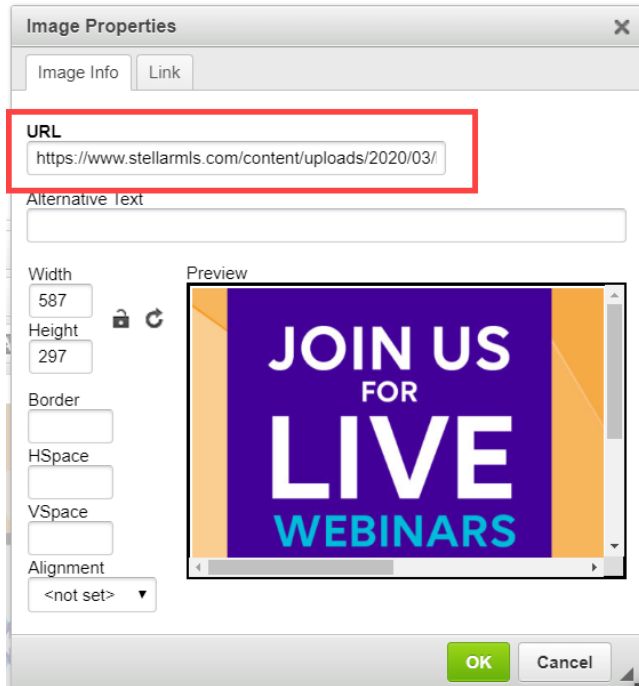 Image Properties
Image Info Link
URL
https://www.stellarmls.com/content/uploads/2020/03/
Alternative Text
Width
587
Height
297
Border
HSpace
VSpace
Alignment
<not set>
Preview
JOIN US
FOR
LIVE
WEBINARS
OK Cancel